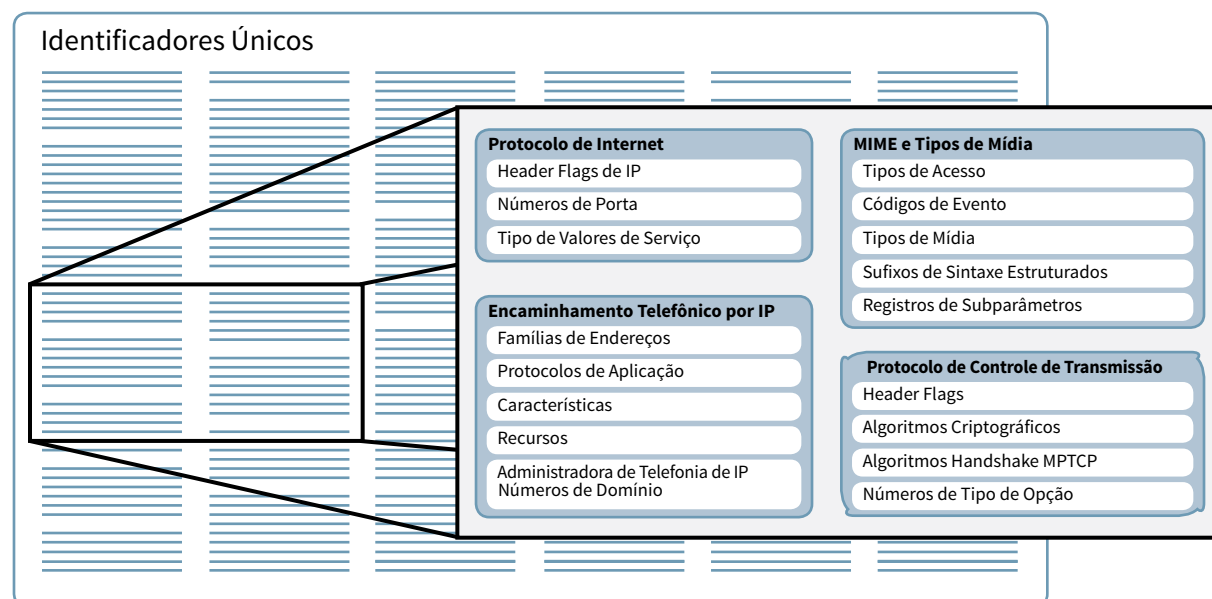 Identificadores Únicos
Protocolo de Internet
Header Flags de IP
Números de Porta
Tipo de Valores de Serviço
Encaminhamento Telefônico por IP
Famílias de Endereços
Protocolos de Aplicação
Característicás
Recursos
Administradora de Telefonia de IP
Números de Domínio
MIME e Tipos de Mídia
Tipos de Acesso
Códigos de Evento
Tipos de Mídia
Sufixos de Sintaxe Estruturados
Registros de Subparâmetros
Protocolo de Controle de Transmissão
Header Flags
Algoritmos Criptográficos
Algoritmos Handshake MPTCP
Números de Tipo de Opção